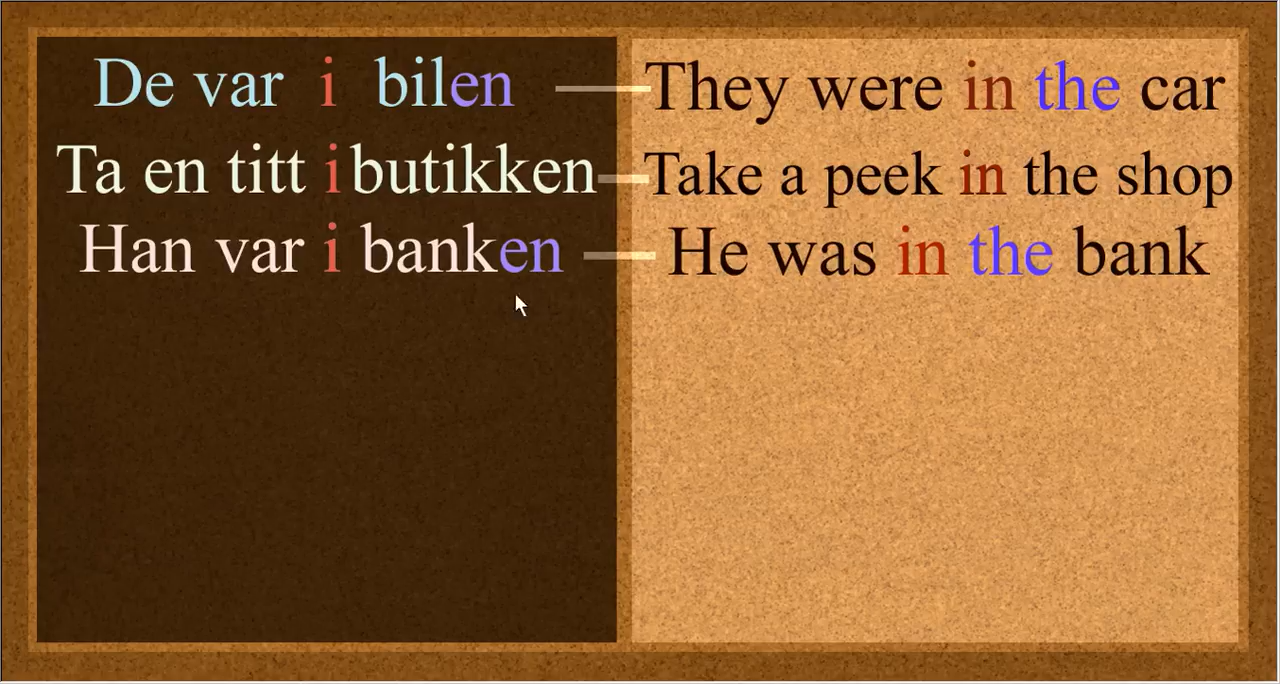 De var i bilen They were in the car
Ta en titt i butikken Take a peek in the shop
Han var i banken He was in the bank